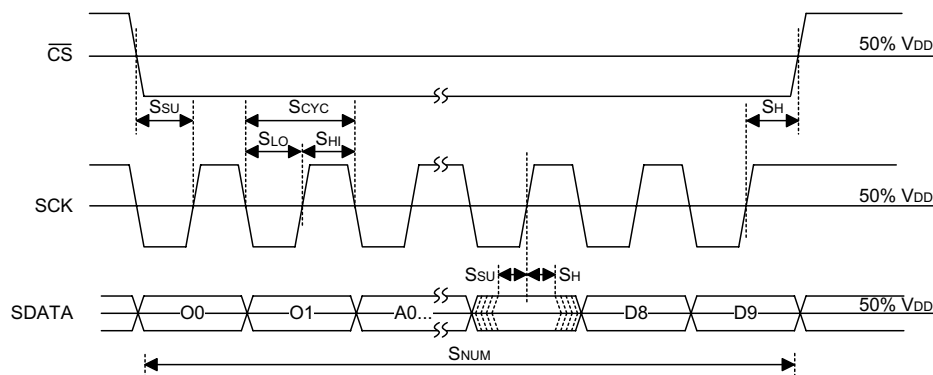 CS
50% VDD
SSU
SCYC
SH
SLO
SHI
SCK
50% VDD
SSU
SH
SDATA
O0
O1
A0...
D8
D9
50% VDD
SNUM